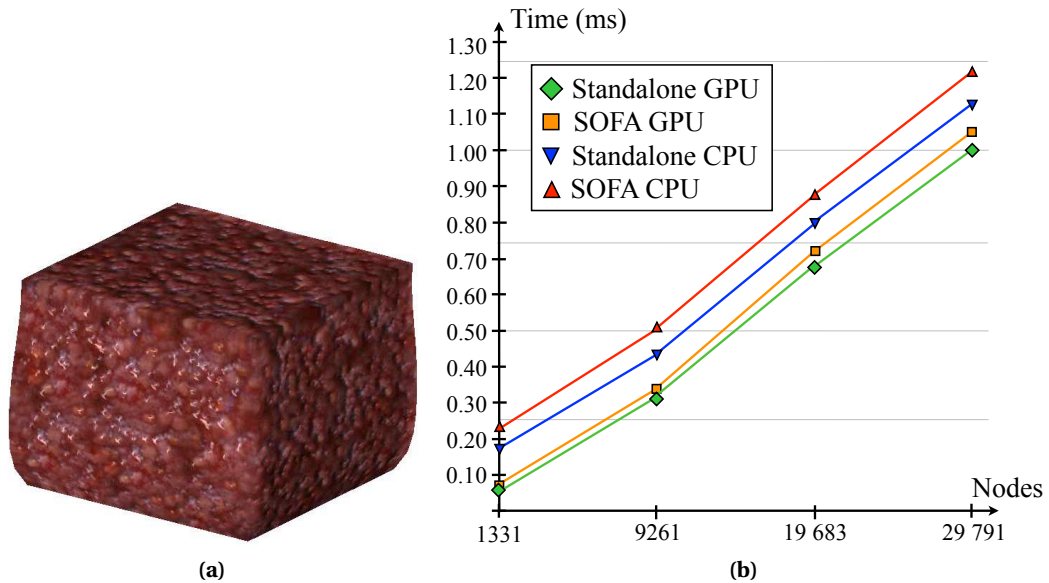 Time (ms)
1.30
1.20
1.10
1.00
0.90
0.80
0.70
0.60
0.50
0.40
0.30
0.20
0.10
Standalone GPU
SOFA GPU
Standalone CPU
SOFA CPU
Nodes
1331
9261
19 683
29 791
(a)
(b)